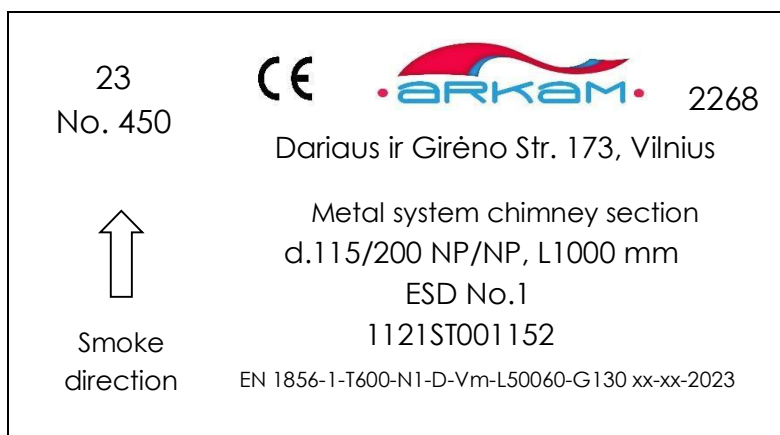 23
No. 450
CE
ARKAM
2268
Dariaus ir Girėno Str. 173, Vilnius
Metal system chimney section
d.115/200 NP/NP, L1000 mm
ESD No.1
1121ST001152
Smoke
direction
EN 1856-1-T600-N1-D-Vm-L50060-G130 xx-xx-2023